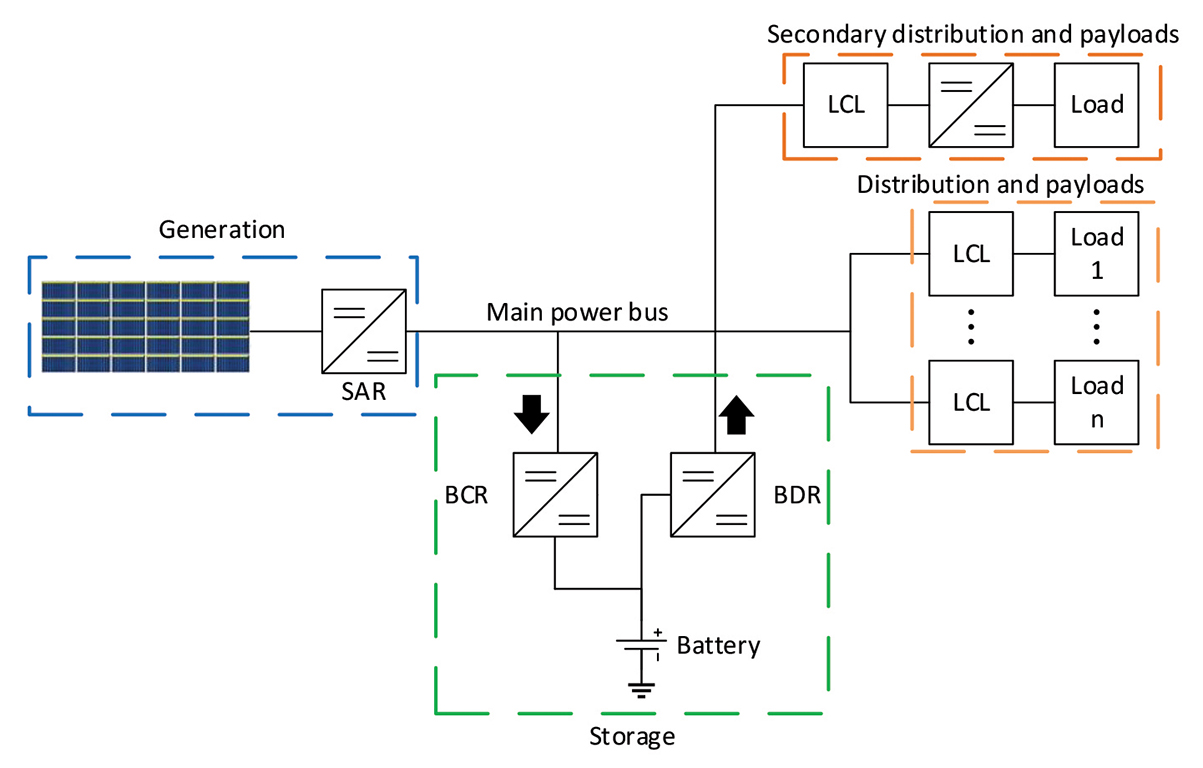 Secondary distribution and payloads
LCL
Load
Distribution and payloads
Generation
LCL
Load
1
Main power bus
SAR
LCL
Load
n
BCR
BDR
+
Battery
Storage